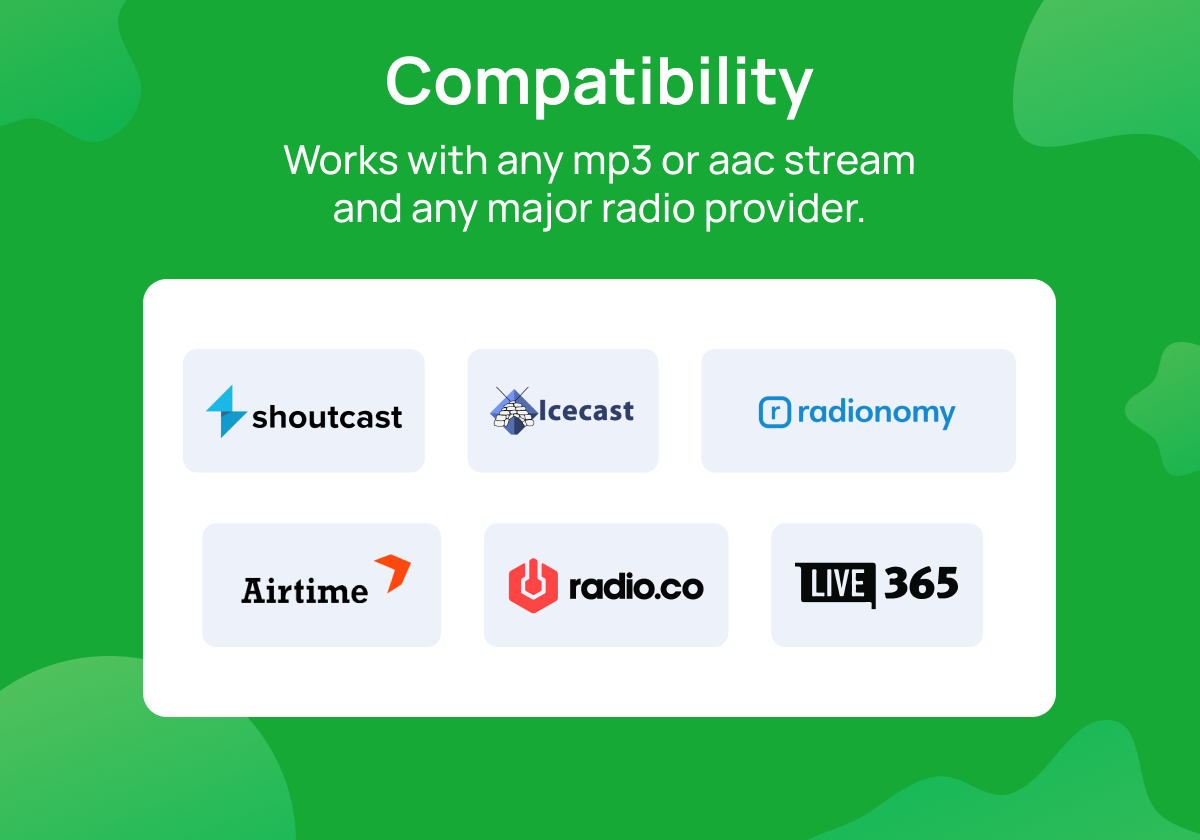 Compatibility
Works with any mp3 or aac stream
and any major radio provider.
shoutcast
Icecast
r radionomy
Airtime
radio.co
LIVE 365